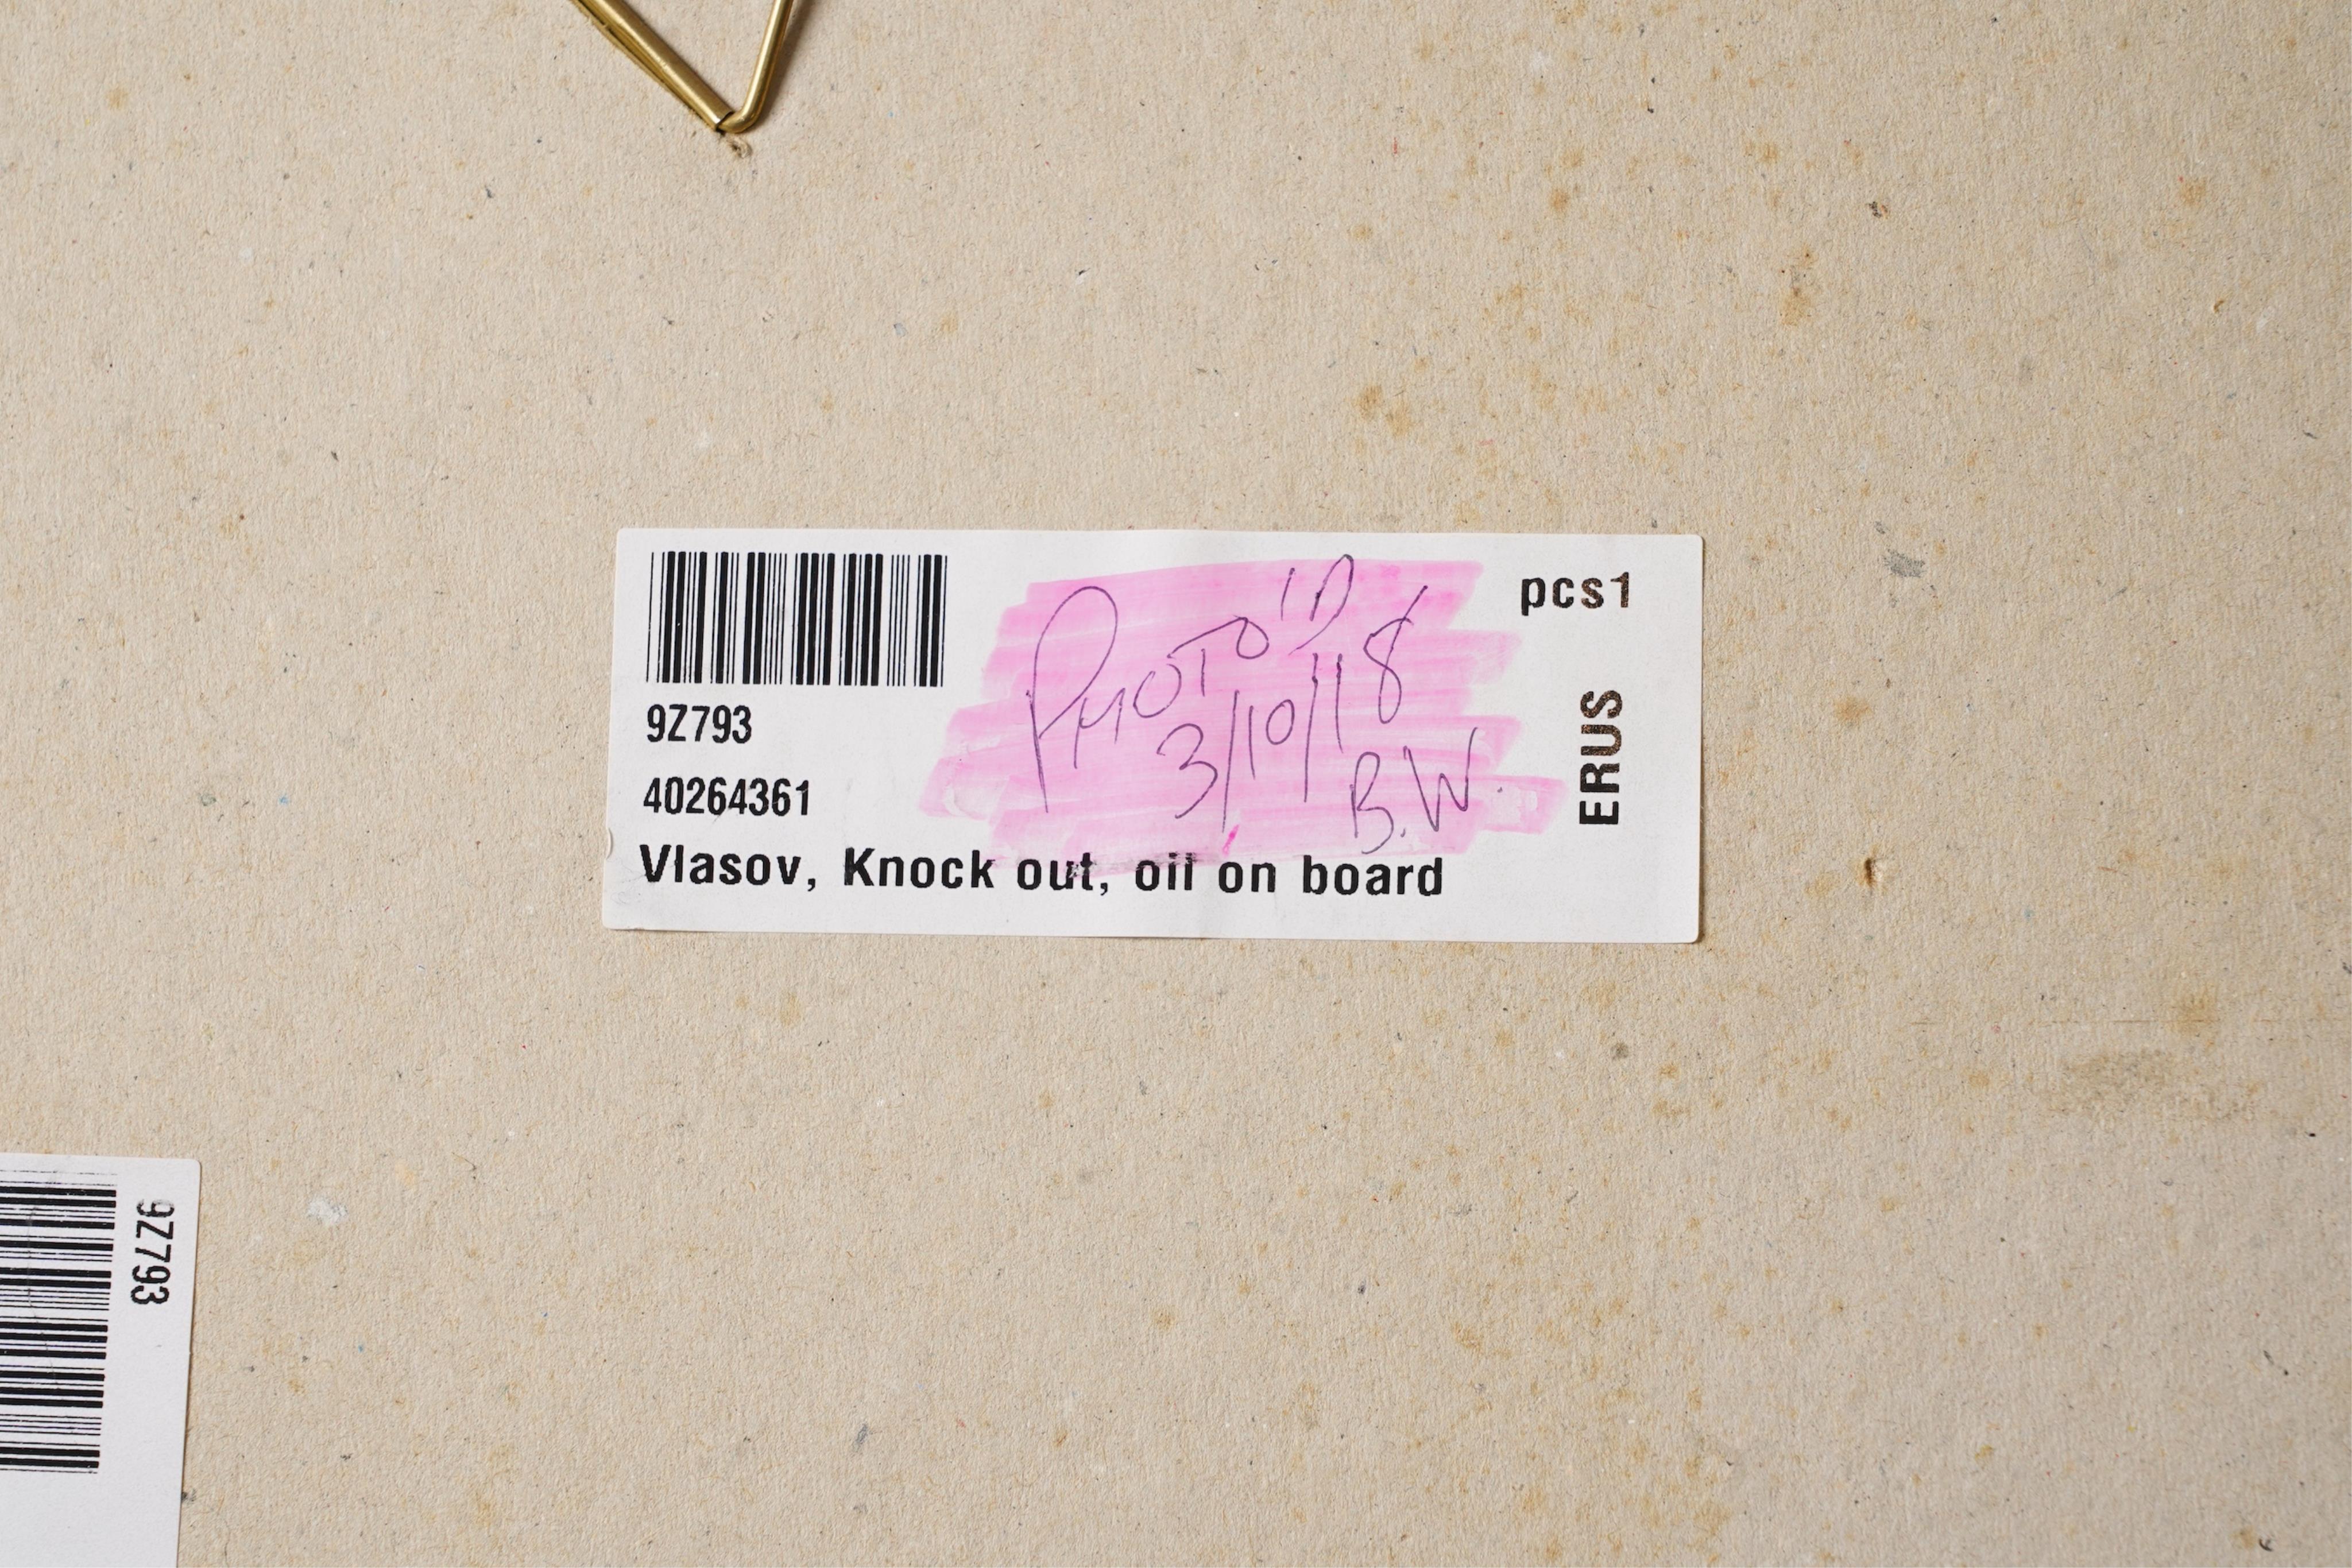 pcs1
PHOTO'D
3/10/18
B.W.
9Z793
40264361
ERUS
Vlasov, Knock out, oil on board
9Z793